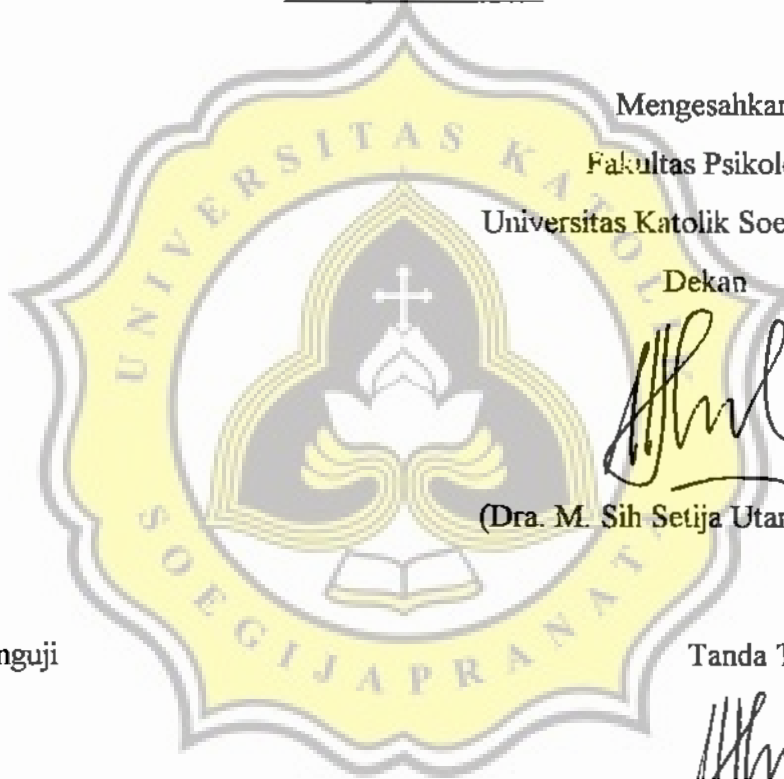 Mengesahkan
Fakultas Psikol
Universitas Katolik Soe
Dekan
(Dra. M. Sih Setija Utar
nguji
Tanda T
UNIVERSITAS KATOLIK
SOEGIJAPRANATA